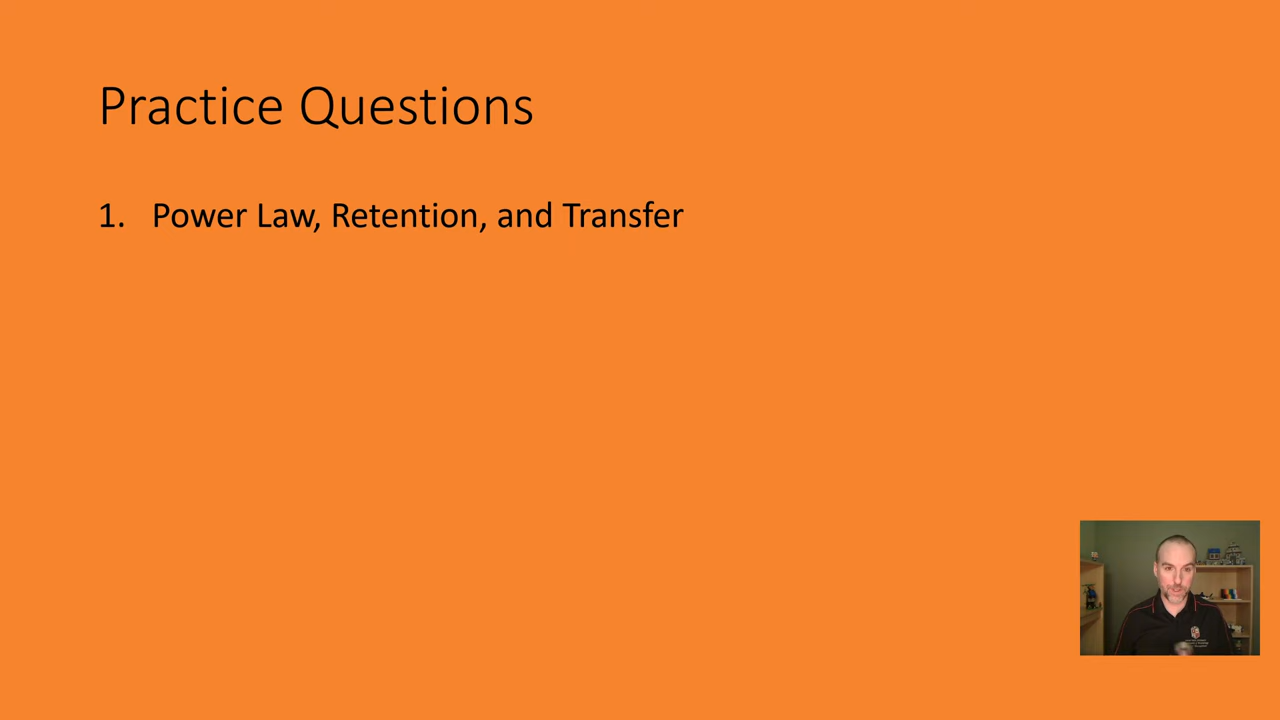 Practice Questions
1. Power Law, Retention, and Transfer